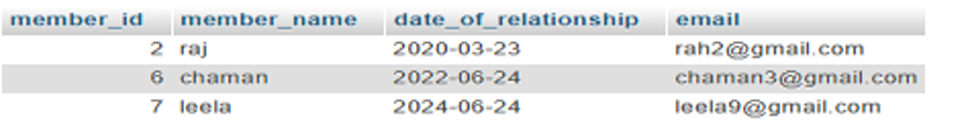 member_id member_name date_of_relationship email
2 raj 2020-03-23 rah2@gmail.com
6 chaman 2022-06-24 chaman3@gmail.com
7 leela 2024-06-24 leela9@gmail.com